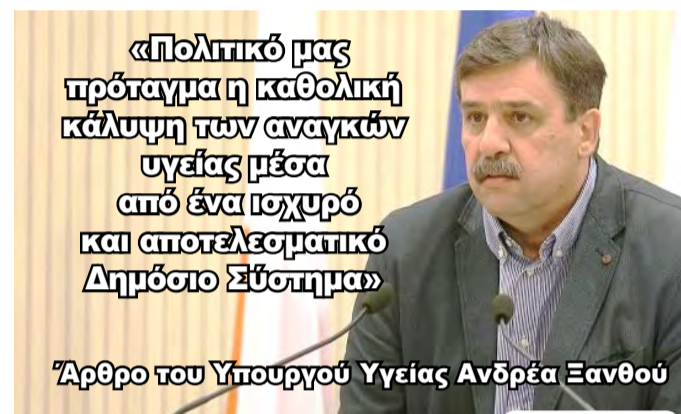 «Πολιτικό μας
πρόταγμα η καθολική
κάλυψη των αναγκών
υγείας μέσα
από ένα ισχυρό
και αποτελεσματικό
Δημόσιο Σύστημα»
Άρθρο του Υπουργού Υγείας Ανδρέα Ξανθού